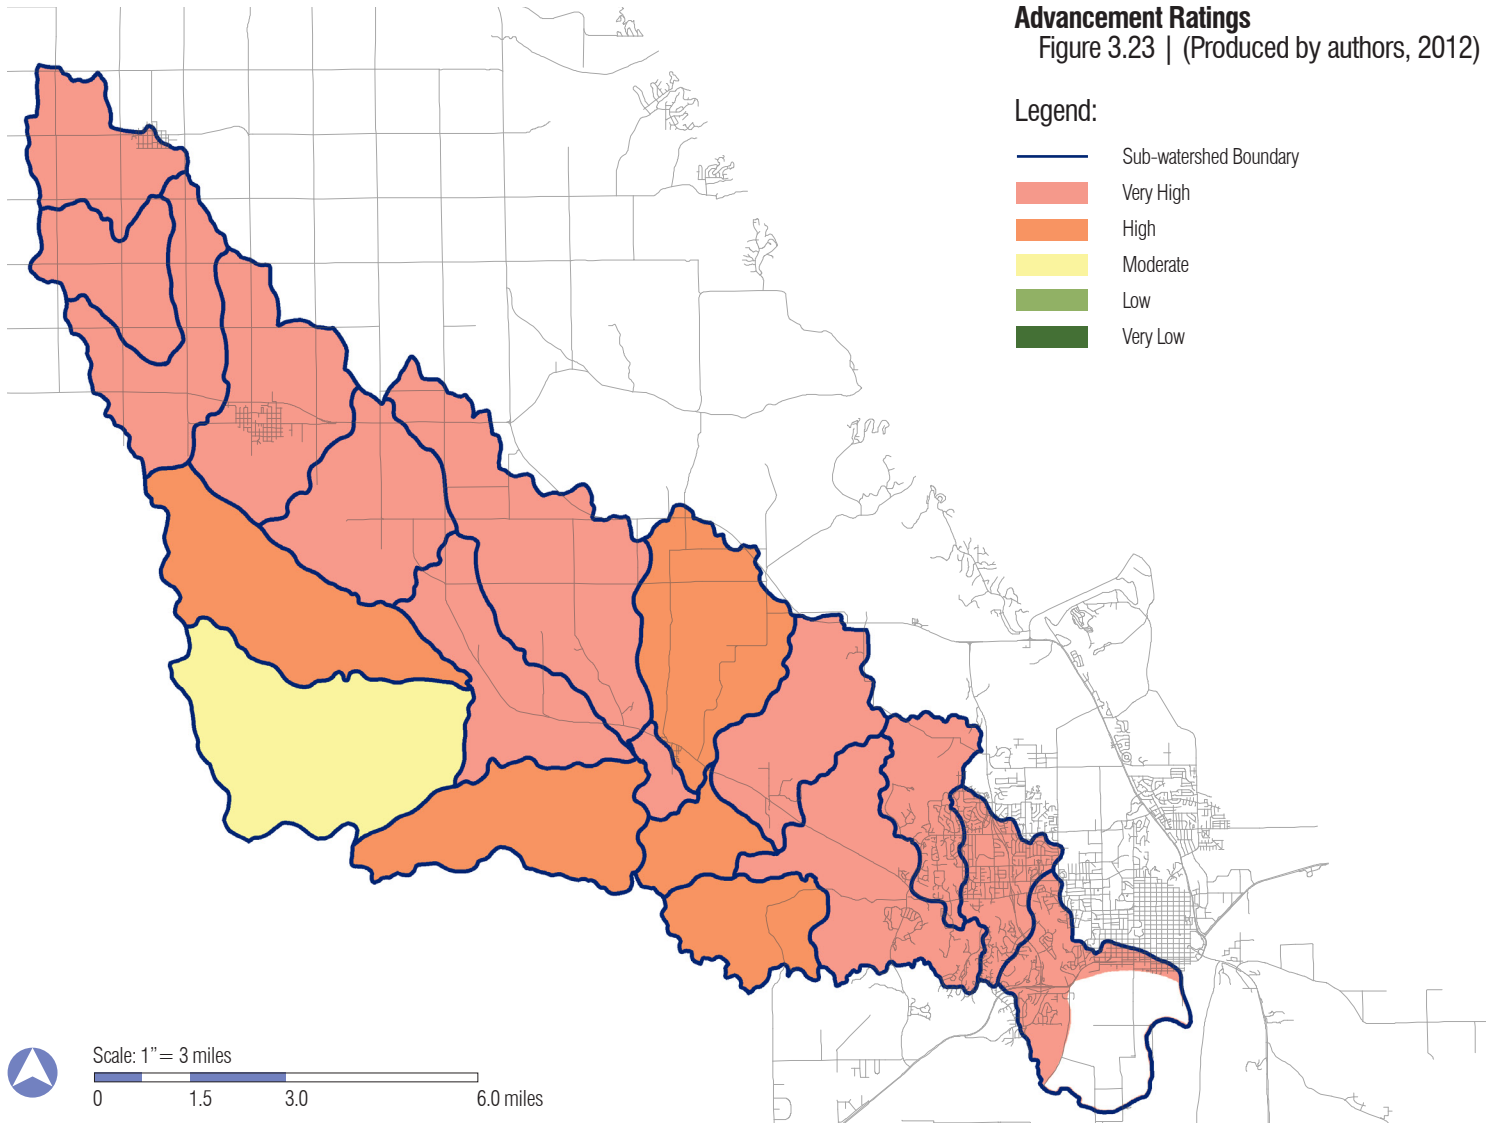 Advancement Ratings
Figure 3.23 | (Produced by authors, 2012)
Legend:
Sub-watershed Boundary
Very High
High
Moderate
Low
Very Low
Scale: 1”= 3 miles
0 1.5 3.0 6.0 miles